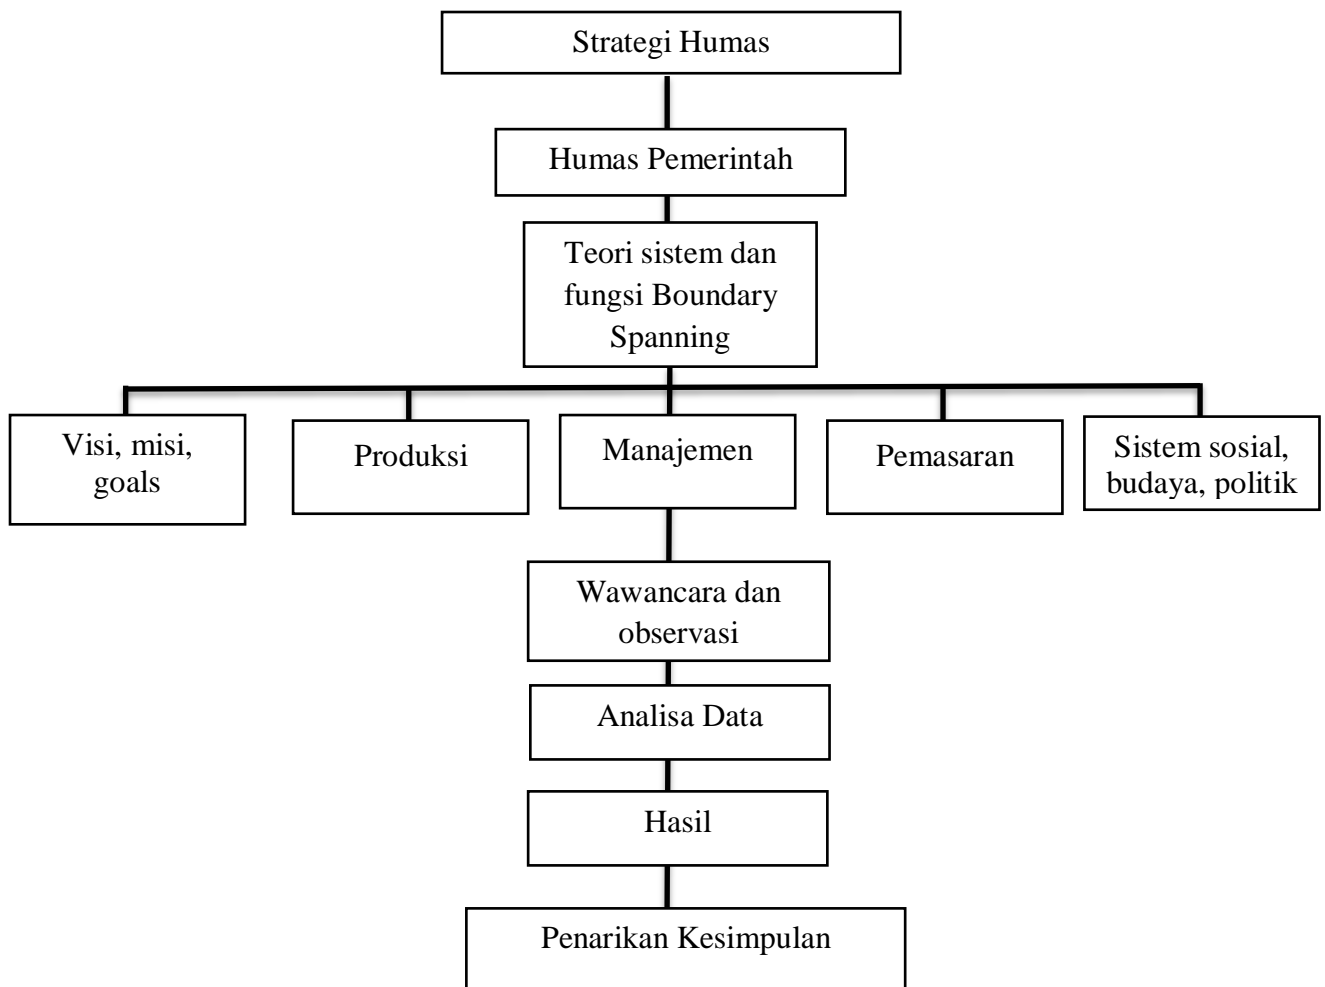 Strategi Humas
Humas Pemerintah
Teori sistem dan
fungsi Boundary
Spanning
Visi, misi,
goals
Produksi
Manajemen
Pemasaran
Sistem sosial,
budaya, politik
Wawancara dan
observasi
Analisa Data
Hasil
Penarikan Kesimpulan